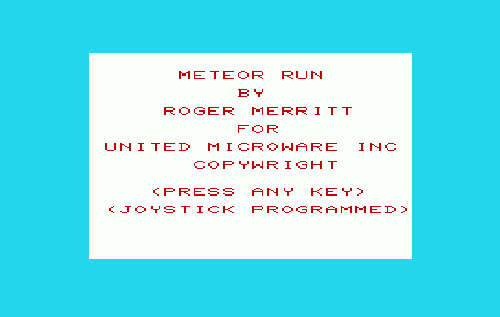 METEOR RUN
BY
ROGER MERRITT
FOR
UNITED MICROWARE INC
COPYWRIGHT
(PRESS ANY KEY)
(JOYSTICK PROGRAMMED)